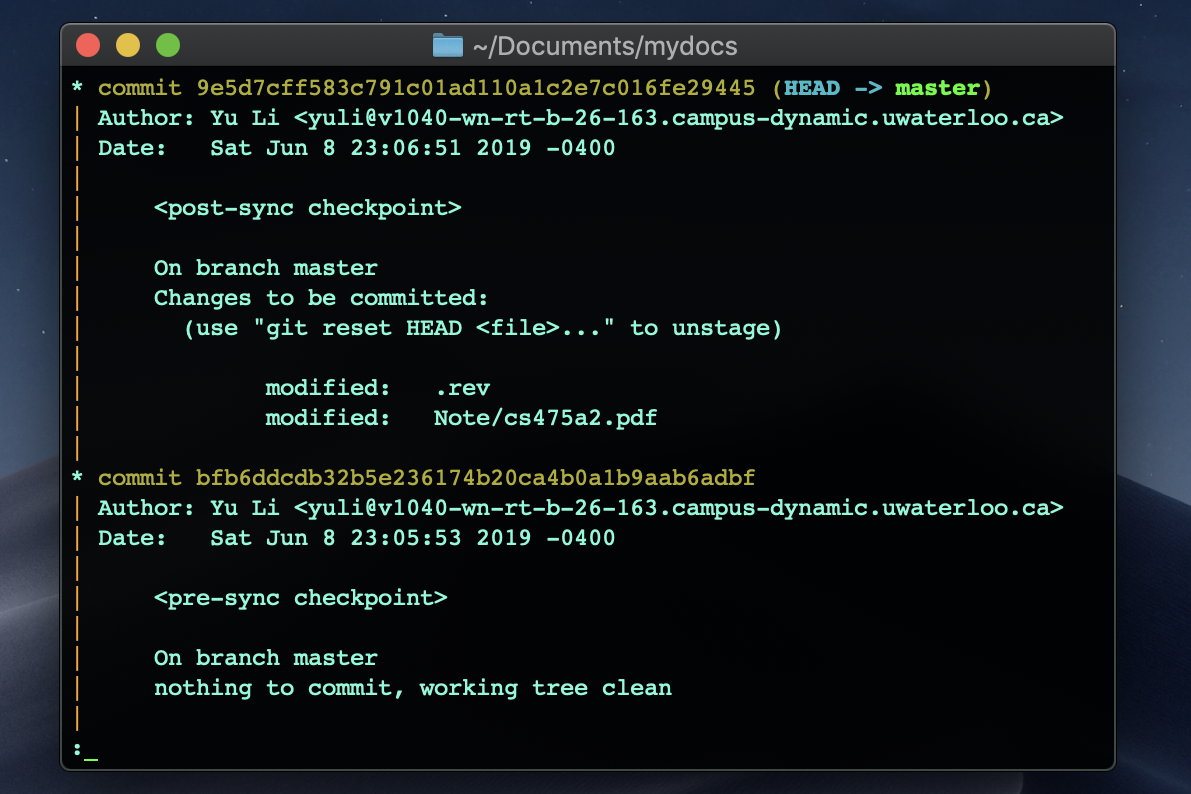 ~/Documents/mydocs
* commit 9e5d7cff583c791c01ad110a1c2e7c016fe29445 (HEAD -> master)
| Author: Yu Li <yuli@v1040-wn-rt-b-26-163.campus-dynamic.uwaterloo.ca>
| Date:   Sat Jun 8 23:06:51 2019 -0400
|
|     <post-sync checkpoint>
|
|     On branch master
|     Changes to be committed:
|       (use "git reset HEAD <file>..." to unstage)
|
|             modified:   .rev
|             modified:   Note/cs475a2.pdf
|
* commit bfb6ddcdb32b5e236174b20ca4b0a1b9aab6adbf
| Author: Yu Li <yuli@v1040-wn-rt-b-26-163.campus-dynamic.uwaterloo.ca>
| Date:   Sat Jun 8 23:05:53 2019 -0400
|
|     <pre-sync checkpoint>
|
|     On branch master
|     nothing to commit, working tree clean
|
:_